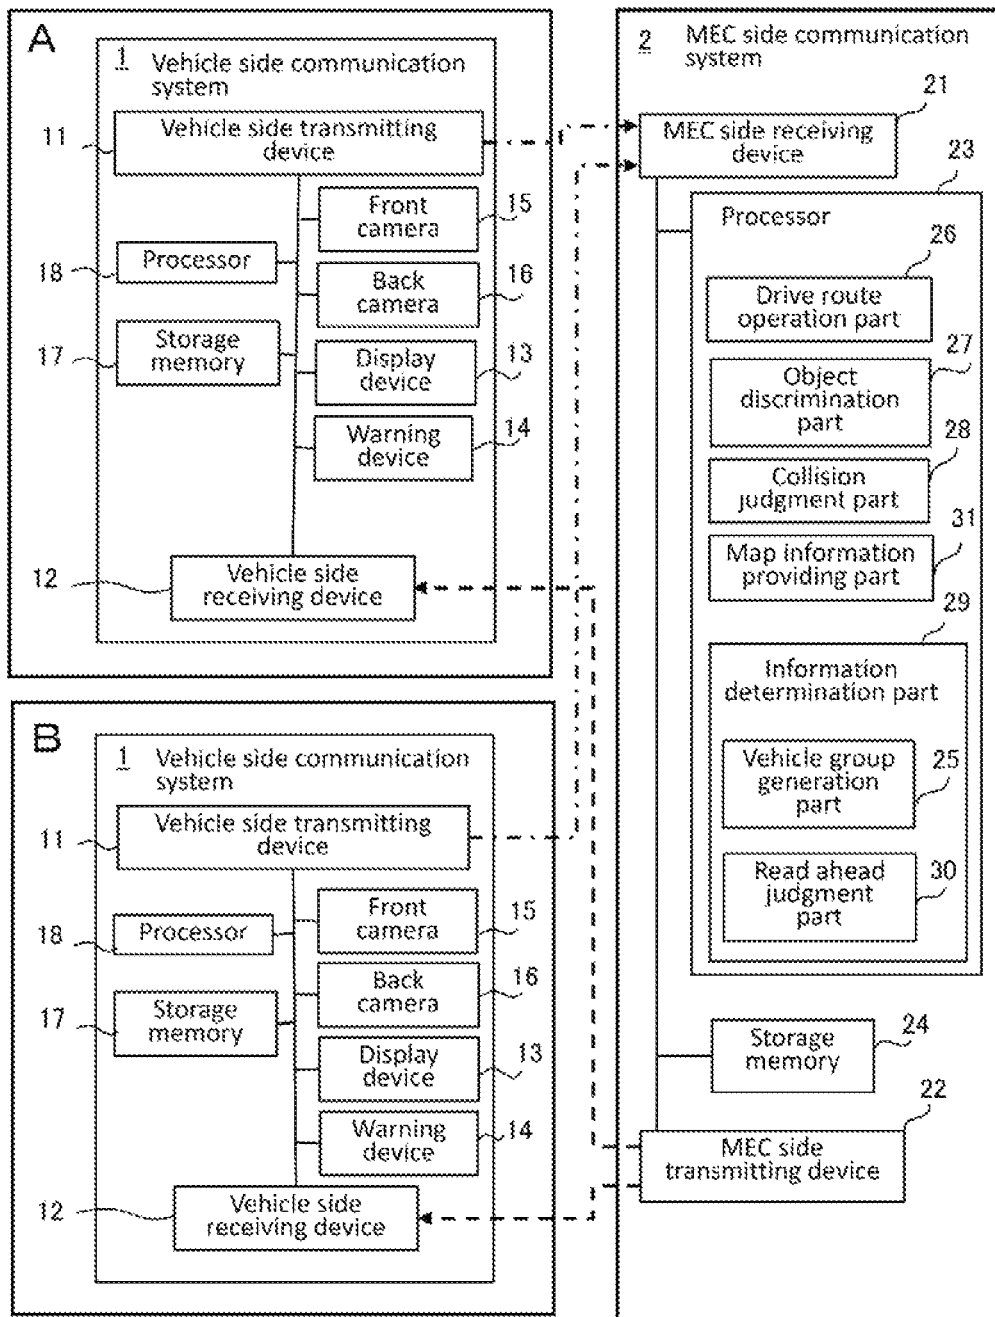 A
1 Vehicle side communication
system
11
Vehicle side transmitting
device
15
Front
camera
18
Processor
16
Back
camera
17
Storage
memory
13
Display
device
14
Warning
device
12
Vehicle side
receiving device
B
1 Vehicle side communication
system
11
Vehicle side transmitting
device
15
Front
camera
18
Processor
16
Back
camera
17
Storage
memory
13
Display
device
14
Warning
device
12
Vehicle side
receiving device
2 MEC side communication
system
21
MEC side receiving
device
23
Processor
26
Drive route
operation part
27
Object
discrimination
part
28
Collision
judgment part
31
Map information
providing part
29
Information
determination part
25
Vehicle group
generation
part
30
Read ahead
judgment
part
24
Storage
memory
22
MEC side
transmitting device